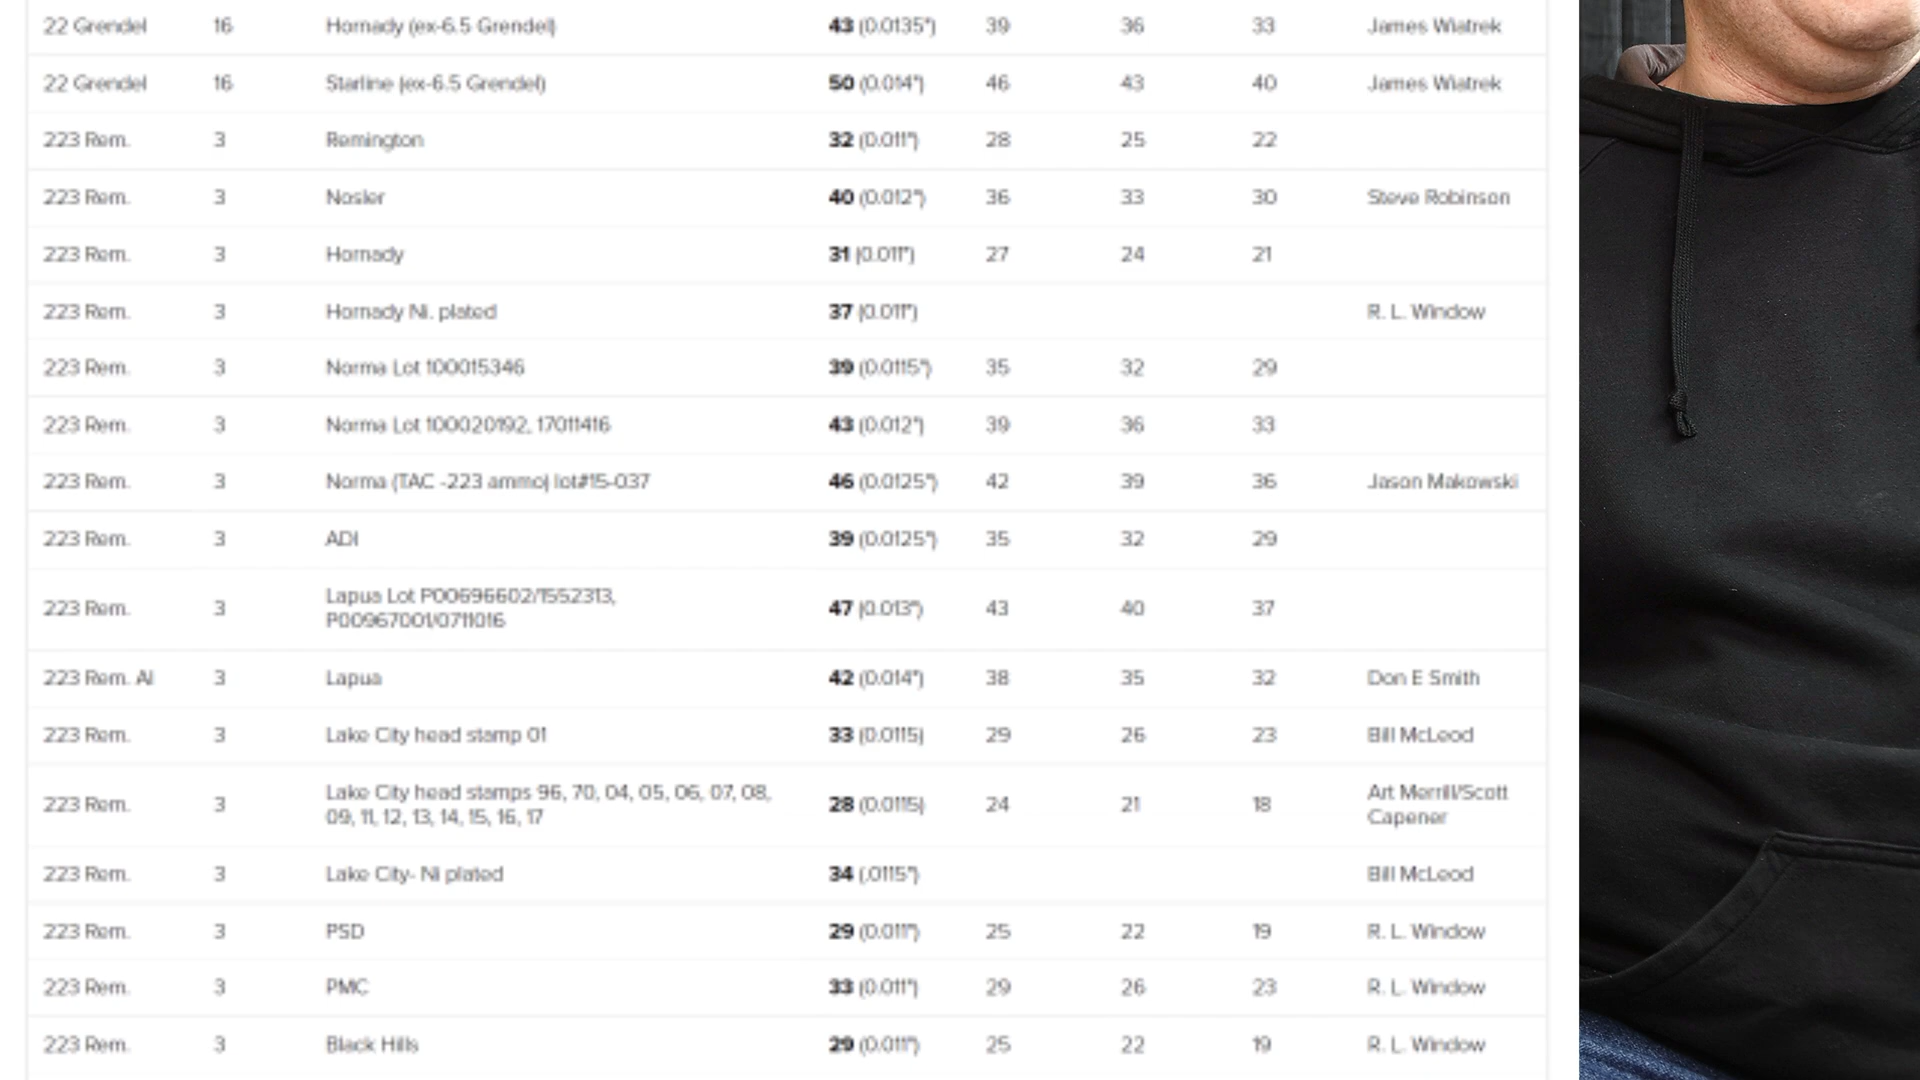 22 Grendel 16 Hornady (ex-6.5 Grendel) 43 (0.0135") 39 36 33 James Wiatrek
22 Grendel 16 Starline (ex-6.5 Grendel) 50 (0.014") 46 43 40 James Wiatrek
223 Rem. 3 Remington 32 (0.011") 28 25 22
223 Rem. 3 Nosler 40 (0.012") 36 33 30 Steve Robinson
223 Rem. 3 Hornady 31 (0.011") 27 24 21
223 Rem. 3 Hornady Ni. plated 37 (0.011") R. L. Window
223 Rem. 3 Norma Lot 100015346 39 (0.0115") 35 32 29
223 Rem. 3 Norma Lot 100020192, 17011416 43 (0.012") 39 36 33
223 Rem. 3 Norma (TAC -223 ammo) lot#15-037 46 (0.0125") 42 39 36 Jason Makowski
223 Rem. 3 ADI 39 (0.0125") 35 32 29
223 Rem. 3 Lapua Lot P00696602/1552313,
P00967001/0711016 47 (0.013") 43 40 37
223 Rem. AI 3 Lapua 42 (0.014") 38 35 32 Don E Smith
223 Rem. 3 Lake City head stamp 01 33 (0.0115) 29 26 23 Bill McLeod
223 Rem. 3 Lake City head stamps 96, 70, 04, 05, 06, 07, 08, 28 (0.0115) 24 21 18 Art Merrill/Scott
09, 11, 12, 13, 14, 15, 16, 17 Capener
223 Rem. 3 Lake City- Ni plated 34 (.0115") Bill McLeod
223 Rem. 3 PSD 29 (0.011") 25 22 19 R. L. Window
223 Rem. 3 PMC 33 (0.011") 29 26 23 R. L. Window
223 Rem. 3 Black Hills 29 (0.011") 25 22 19 R. L. Window